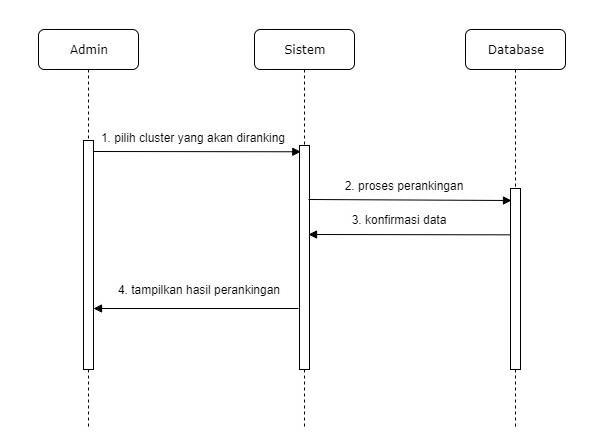 Admin
Sistem
Database
1. pilih cluster yang akan diranking
2. proses perankingan
3. konfirmasi data
4. tampilkan hasil perankingan